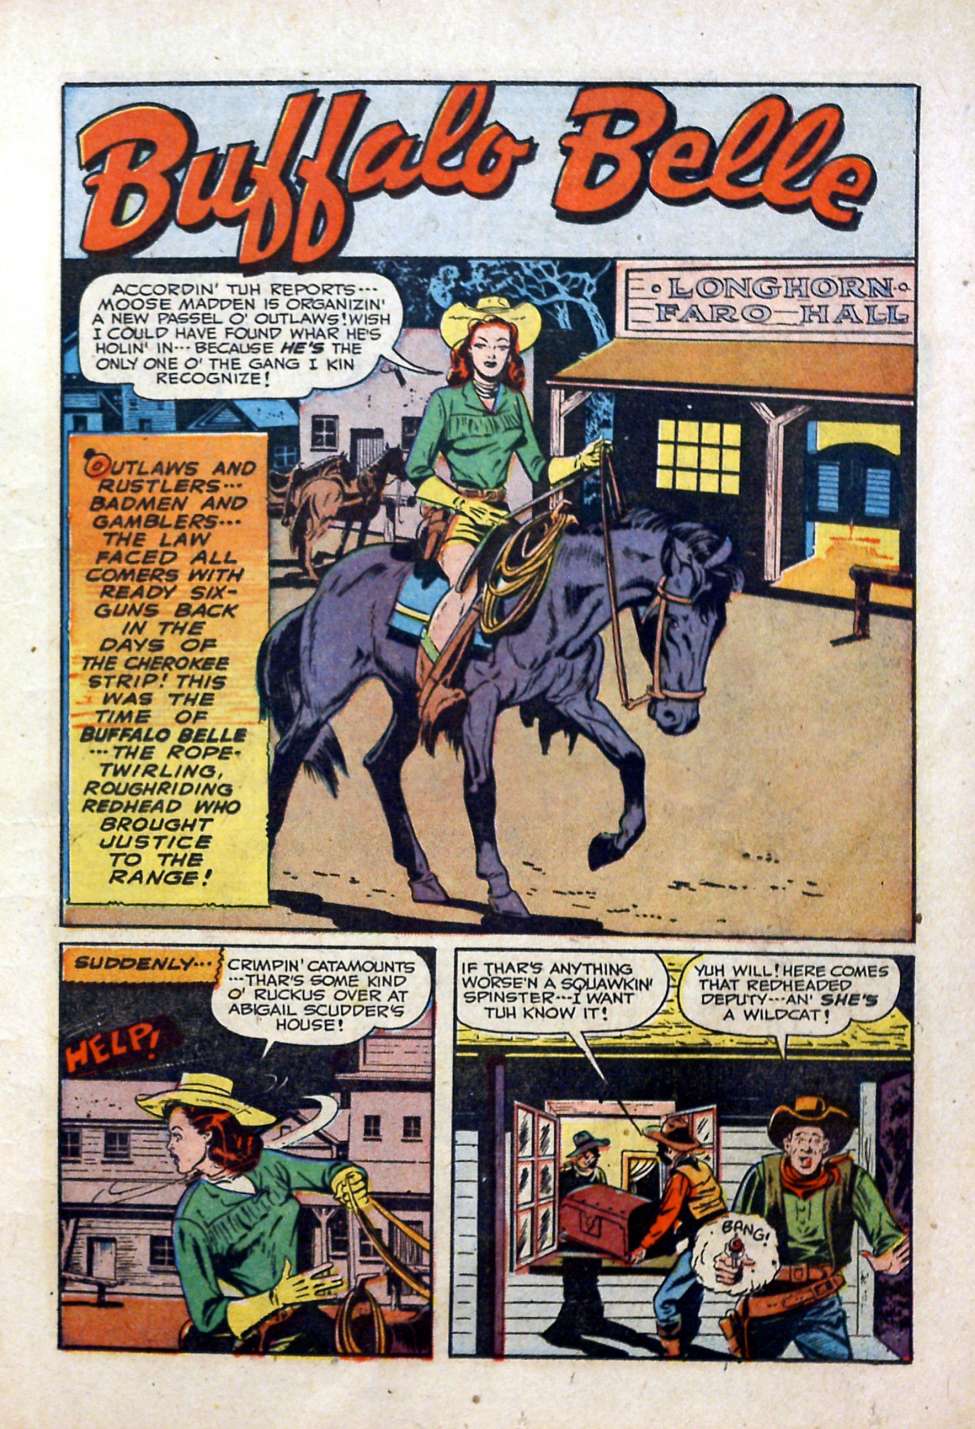 Buffalo Belle
ACCORDIN' TUH REPORTS---
MOOSE MADDEN IS ORGANIZIN'
A NEW PASSEL O' OUTLAWS! WISH
I COULD HAVE FOUND WHAR HE'S
HOLIN' IN--- BECAUSE HE'S THE
ONLY ONE O' THE GANG I KIN
RECOGNIZE!
LONGHORN
FARO HALL
OUTLAWS AND
RUSTLERS---
BADMEN AND
GAMBLERS---
THE LAW
FACED ALL
COMERS WITH
READY SIX-
GUNS BACK
IN THE
DAYS OF
THE CHEROKEE
STRIP! THIS
WAS THE
TIME OF
BUFFALO BELLE
---THE ROPE-
TWIRLING,
ROUGHRIDING
REDHEAD WHO
BROUGHT
JUSTICE
TO THE
RANGE!
SUDDENLY---
CRIMPIN' CATAMOUNTS
---THAR'S SOME KIND
O' RUCKUS OVER AT
ABIGAIL SCUDDER'S
HOUSE!
HELP!
IF THAR'S ANYTHING
WORSE'N A SQUAWKIN'
SPINSTER---I WANT
TUH KNOW IT!
YUH WILL! HERE COMES
THAT REDHEADED
DEPUTY---AN' SHE'S
A WILDCAT!
BANG!